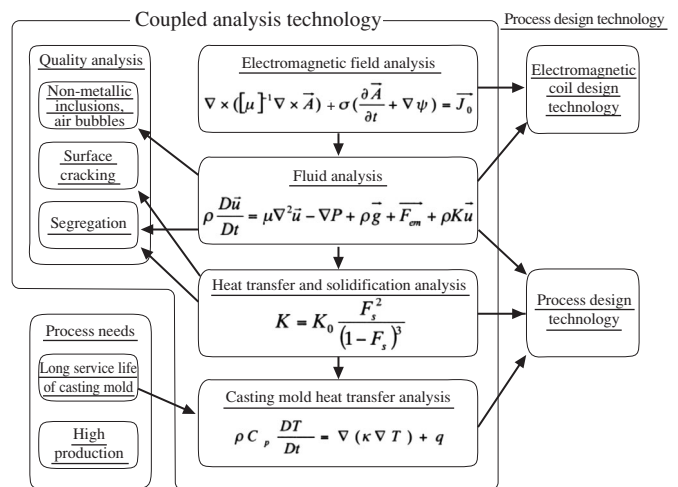 Coupled analysis technology
Process design technology
Quality analysis
Non-metallic
inclusions,
air bubbles
Surface
cracking
Segregation
Electromagnetic field analysis
∇ × ([μ]⁻¹∇ × A⃗) + σ(∂A⃗/∂t + ∇ψ) = J⃗₀
Fluid analysis
ρ Du⃗/Dt = μ∇²u⃗ − ∇P + ρg⃗ + F⃗ₑₘ + ρKu⃗
Heat transfer and solidification analysis
K = K₀ Fₛ²/(1 − Fₛ)³
Casting mold heat transfer analysis
ρCₚ DT/Dt = ∇(κ∇T) + q
Electromagnetic
coil design
technology
Process design
technology
Process needs
Long service life
of casting mold
High
production